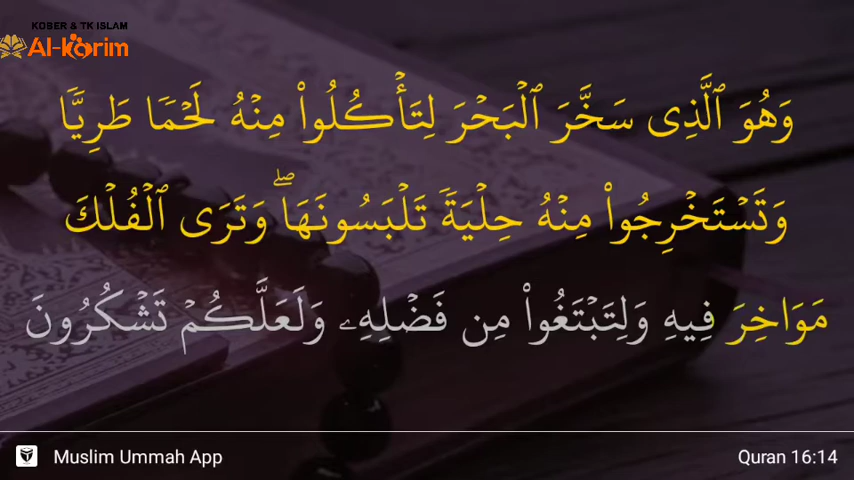 KOBER & TK ISLAM
Al-karim
وَهُوَ ٱلَّذِى سَخَّرَ ٱلْبَحْرَ لِتَأْكُلُوا۟ مِنْهُ لَحْمًا طَرِيًّا
وَتَسْتَخْرِجُوا۟ مِنْهُ حِلْيَةً تَلْبَسُونَهَا ۖ وَتَرَى ٱلْفُلْكَ
مَوَاخِرَ فِيهِ وَلِتَبْتَغُوا۟ مِن فَضْلِهِۦ وَلَعَلَّكُمْ تَشْكُرُونَ
Muslim Ummah App
Quran 16:14